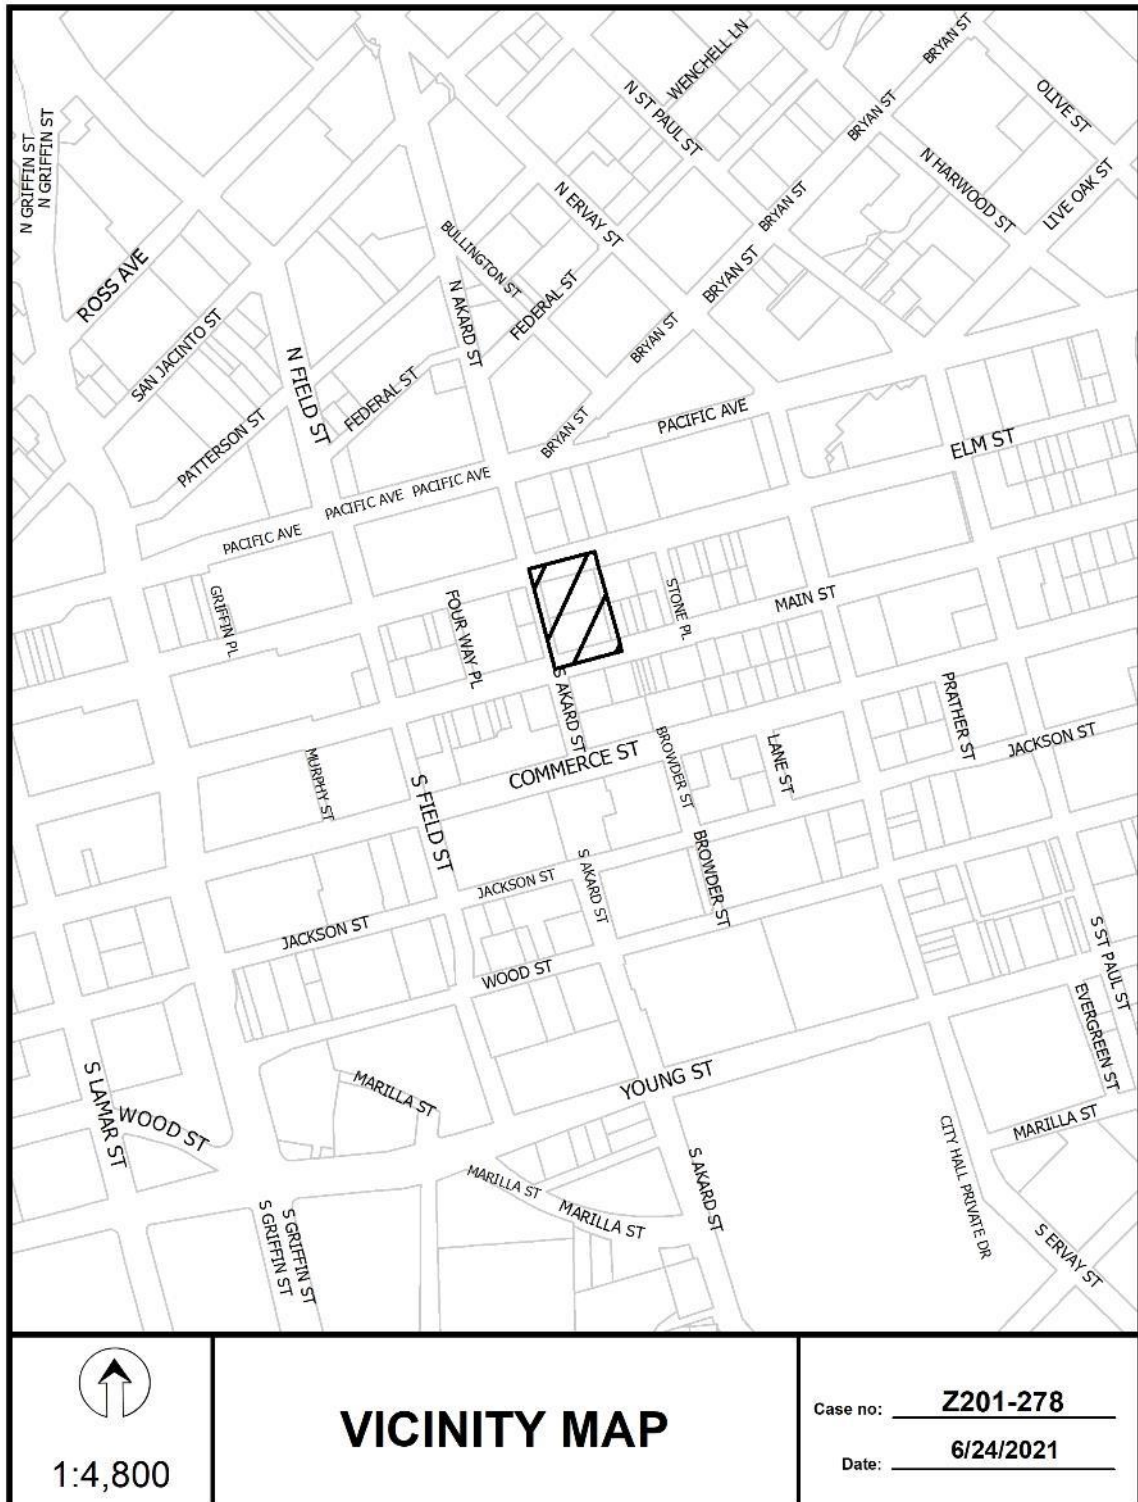 WENCHELL LN
BRYAN ST
N ST PAUL ST
OLIVE ST
BRYAN ST
N GRIFFIN ST
N GRIFFIN ST
N HARWOOD ST
LIVE OAK ST
N ERVAY ST
BRYAN ST
BULLINGTON ST
ROSS AVE
BRYAN ST
FEDERAL ST
N AKARD ST
SAN JACINTO ST
BRYAN ST
N FIELD ST
FEDERAL ST
PATTERSON ST
BRYAN ST
PACIFIC AVE
ELM ST
PACIFIC AVE
PACIFIC AVE
PACIFIC AVE
GRIFFIN PL
FOUR WAY PL
STONE PL
MAIN ST
S AKARD ST
PRATHER ST
JACKSON ST
MURPHY ST
COMMERCE ST
BROWDER ST
LANE ST
S FIELD ST
BROWDER ST
JACKSON ST
S AKARD ST
JACKSON ST
WOOD ST
S ST PAUL ST
EVERGREEN ST
S LAMAR ST
WOOD ST
MARILLA ST
YOUNG ST
MARILLA ST
CITY HALL PRIVATE DR
MARILLA ST
MARILLA ST
S AKARD ST
S GRIFFIN ST
S GRIFFIN ST
S ERVAY ST
1:4,800
VICINITY MAP
Case no: Z201-278
Date: 6/24/2021